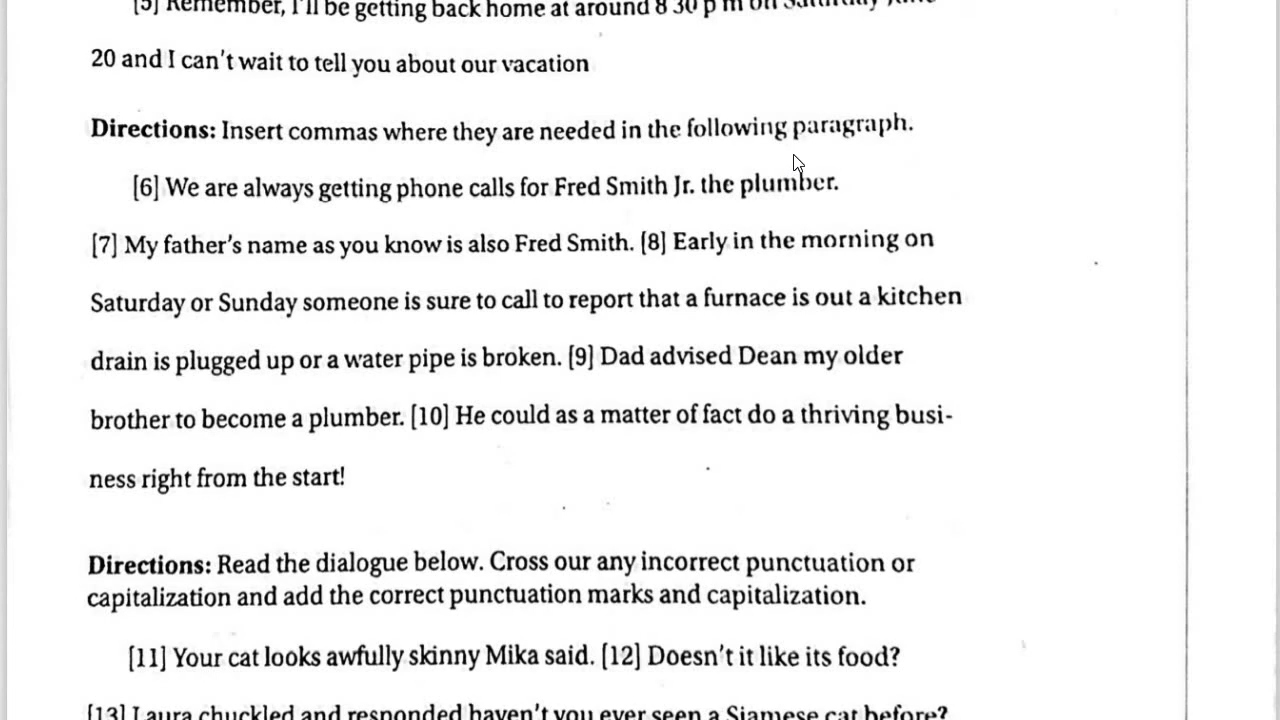 [5] Remember, I'll be getting back home at around 8 30 p m on Saturday June
20 and I can't wait to tell you about our vacation
Directions: Insert commas where they are needed in the following paragraph.
[6] We are always getting phone calls for Fred Smith Jr. the plumber.
[7] My father's name as you know is also Fred Smith. [8] Early in the morning on
Saturday or Sunday someone is sure to call to report that a furnace is out a kitchen
drain is plugged up or a water pipe is broken. [9] Dad advised Dean my older
brother to become a plumber. [10] He could as a matter of fact do a thriving busi-
ness right from the start!
Directions: Read the dialogue below. Cross our any incorrect punctuation or
capitalization and add the correct punctuation marks and capitalization.
[11] Your cat looks awfully skinny Mika said. [12] Doesn't it like its food?
[13] Laura chuckled and responded haven't you ever seen a Siamese cat before?